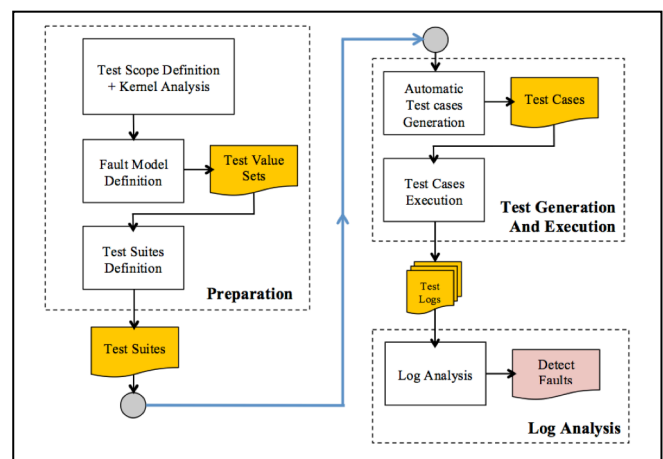 Test Scope Definition
+ Kernel Analysis
Fault Model
Definition
Test Value
Sets
Test Suites
Definition
Preparation
Test Suites
Automatic
Test cases
Generation
Test Cases
Test Cases
Execution
Test Generation
And Execution
Test
Logs
Log Analysis
Detect
Faults
Log Analysis